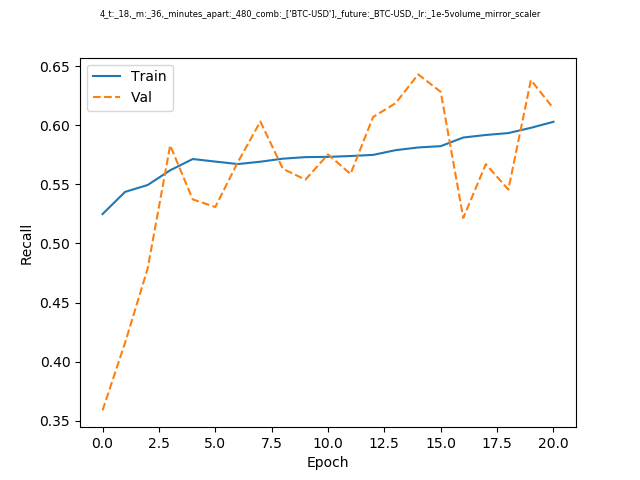 4_t:_18,_m:_36,_minutes_apart:_480_comb:_['BTC-USD'],_future:_BTC-USD,_lr:_1e-5volume_mirror_scaler
Train
Val
0.65
0.60
0.55
0.50
0.45
0.40
0.35
Recall
0.0 2.5 5.0 7.5 10.0 12.5 15.0 17.5 20.0
Epoch